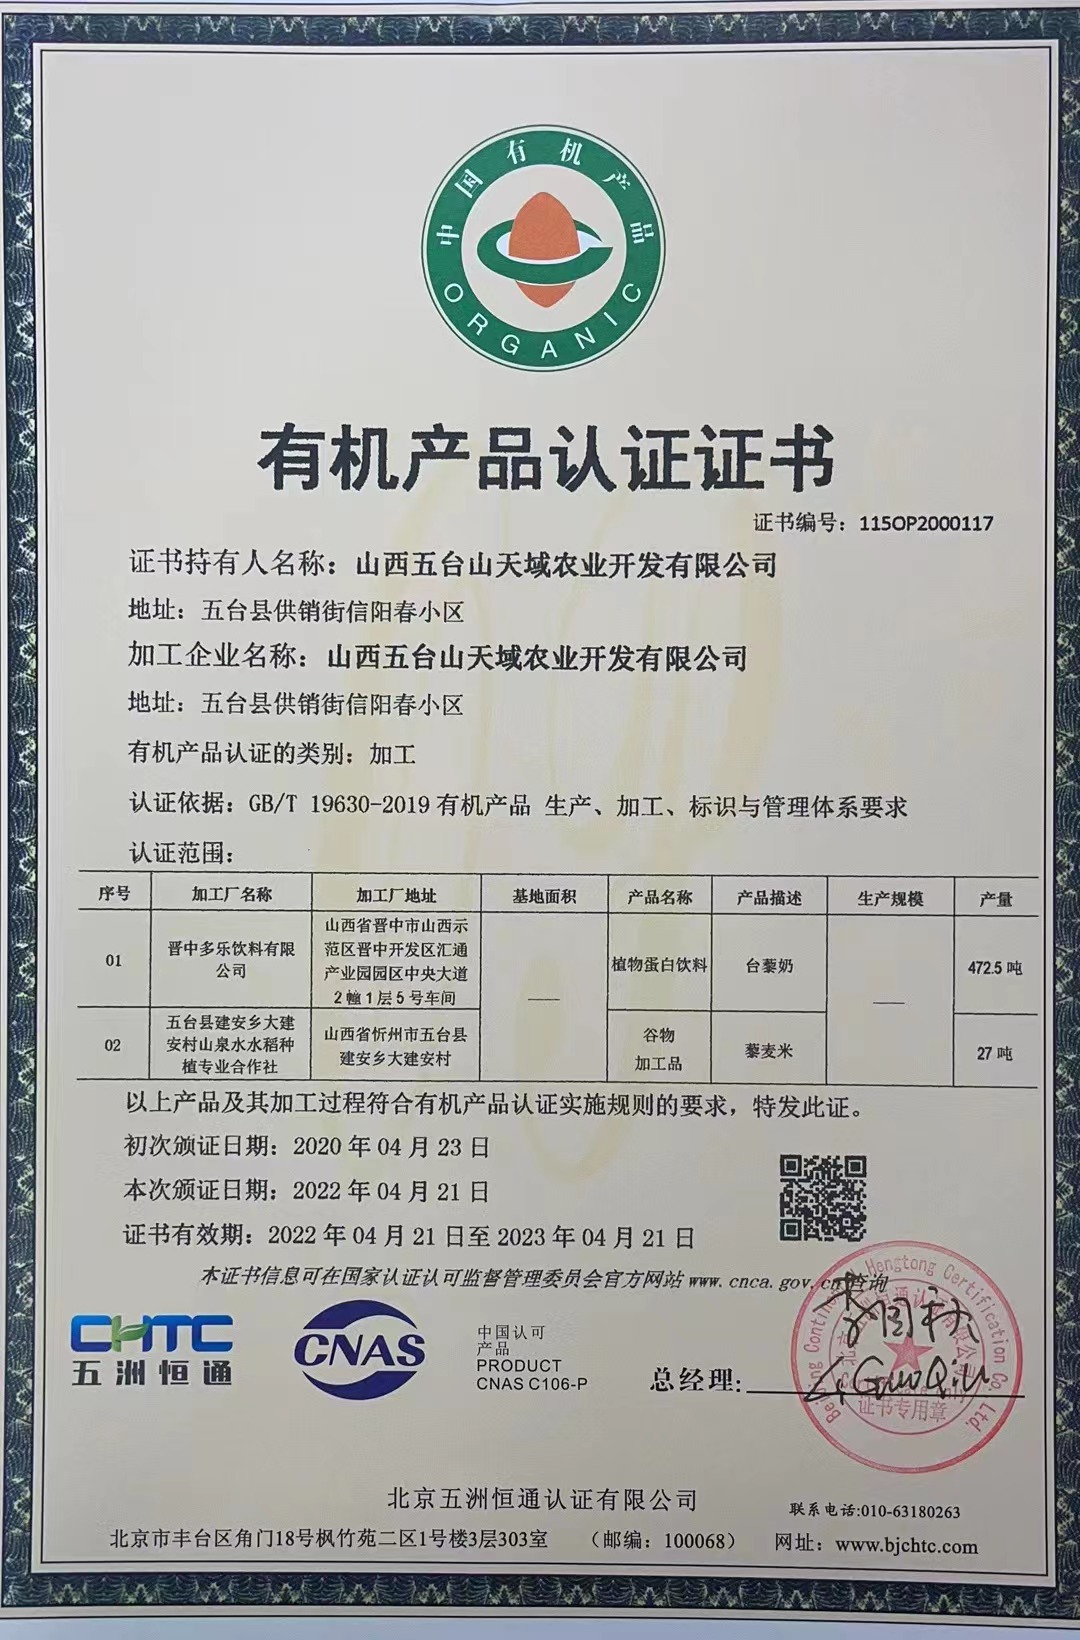 中国有机产品
ORGANIC
有机产品认证证书
证书编号：115OP2000117
证书持有人名称：山西五台山天域农业开发有限公司
地址：五台县供销街信阳春小区
加工企业名称：山西五台山天域农业开发有限公司
地址：五台县供销街信阳春小区
有机产品认证的类别：加工
认证依据：GB/T 19630-2019 有机产品 生产、加工、标识与管理体系要求
认证范围：
序号 加工厂名称 加工厂地址 基地面积 产品名称 产品描述 生产规模 产量
01
晋中多乐饮料有限
公司
山西省晋中市山西示
范区晋中开发区汇通
产业园园区中央大道
2幢1层5号车间
——
植物蛋白饮料
台藜奶
——
472.5 吨
02
五台县建安乡大建
安村山泉水水稻种
植专业合作社
山西省忻州市五台县
建安乡大建安村
谷物
加工品
藜麦米
27 吨
以上产品及其加工过程符合有机产品认证实施规则的要求，特发此证。
初次颁证日期：2020 年 04 月 23 日
本次颁证日期：2022 年 04 月 21 日
证书有效期：2022 年 04 月 21 日至 2023 年 04 月 21 日
本证书信息可在国家认证认可监督管理委员会官方网站 www.cnca.gov.cn 查询
CHTC
五洲恒通
CNAS
中国认可
产品
PRODUCT
CNAS C106-P
总经理:
Li GuoQiu
Hengtong Certification Co. Ltd.
证书专用章
北京五洲恒通认证有限公司
联系电话:010-63180263
北京市丰台区角门18号枫竹苑二区1号楼3层303室 （邮编：100068） 网址：www.bjchtc.com